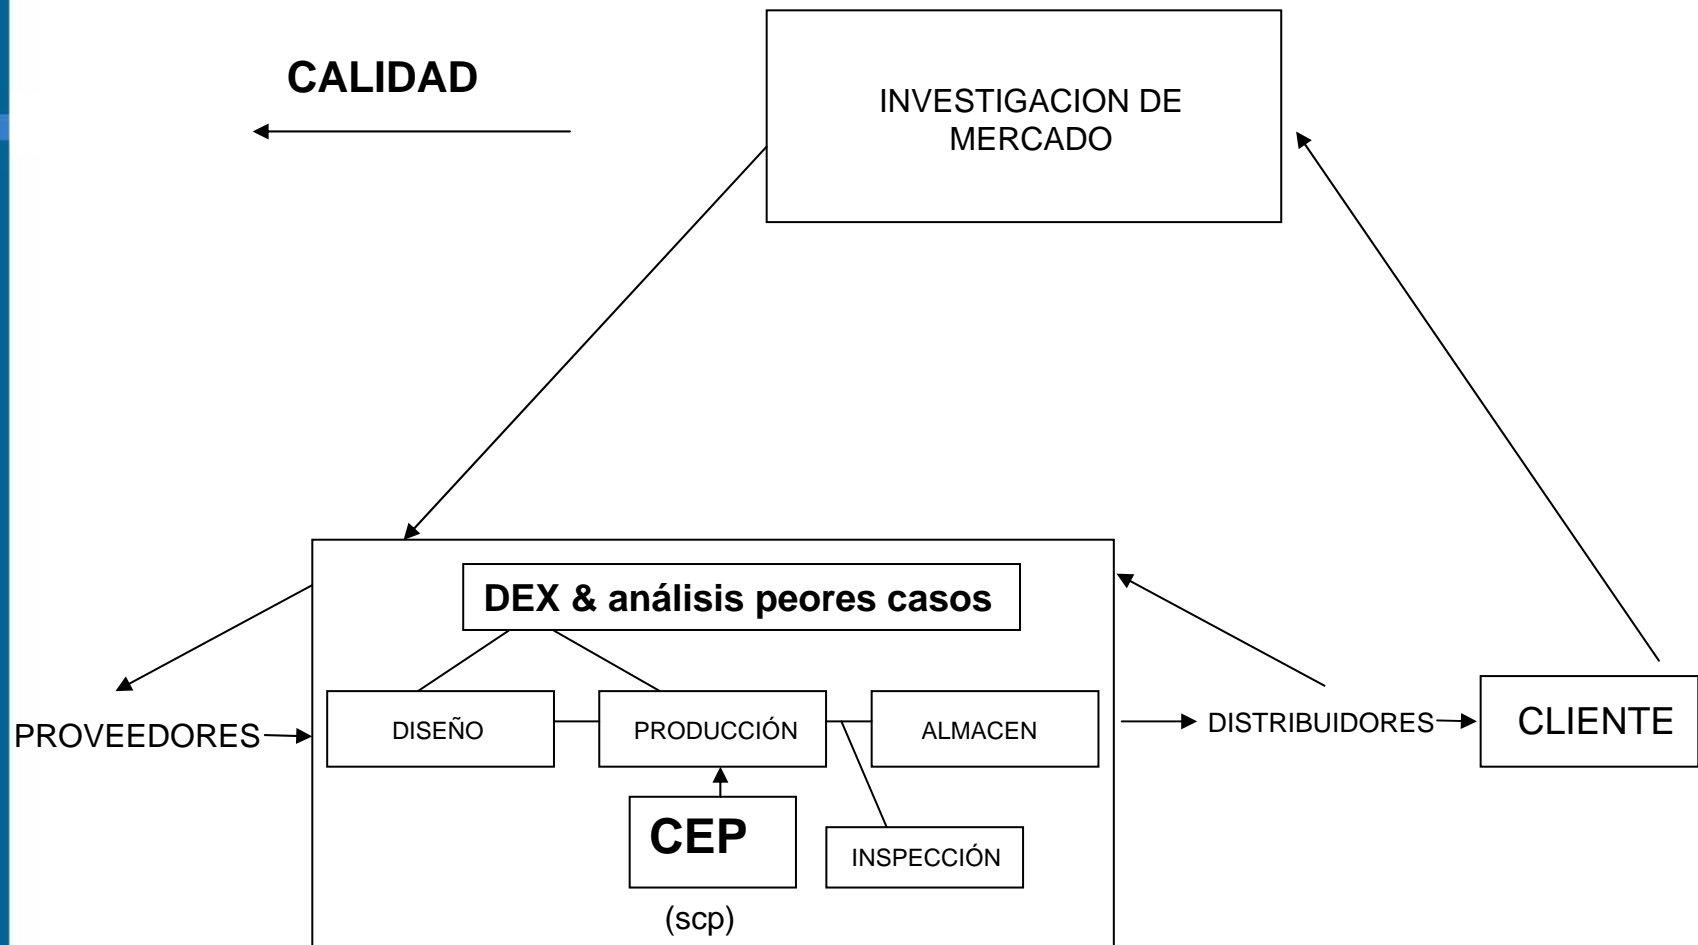 CALIDAD
INVESTIGACION DE
MERCADO
DEX & análisis peores casos
DISEÑO
PRODUCCIÓN
ALMACEN
PROVEEDORES
DISTRIBUIDORES
CLIENTE
CEP
INSPECCIÓN
(scp)